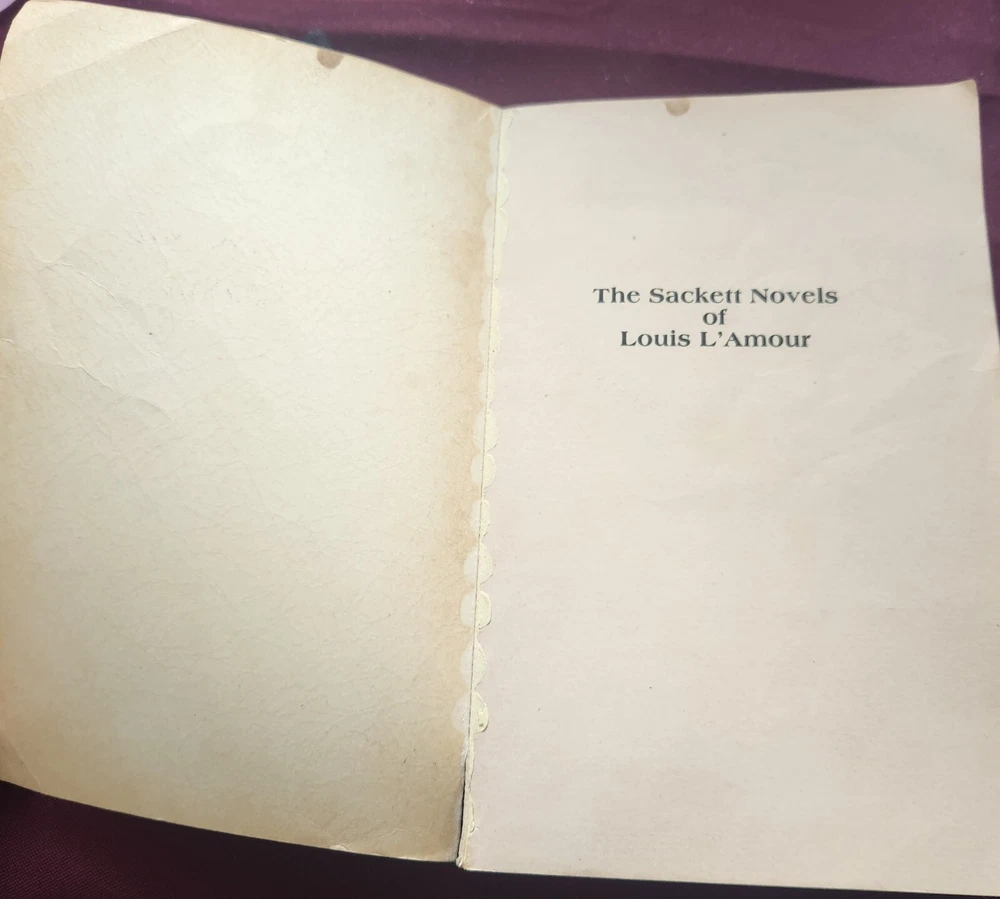 The Sackett Novels
of
Louis L'Amour